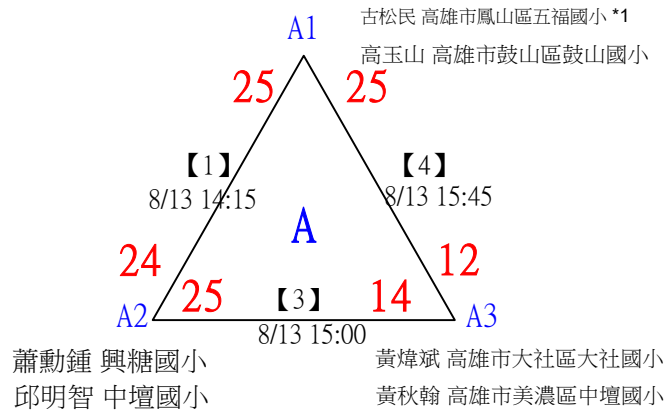 古松民 高雄市鳳山區五福國小 *1
A1
高玉山 高雄市鼓山區鼓山國小
25 25
【1】 【4】
8/13 14:15 8/13 15:45
A
24 12
25 【3】 14
A2 A3
8/13 15:00
蕭勳鍾 興糖國小 黃煒斌 高雄市大社區大社國小
邱明智 中壇國小 黃秋翰 高雄市美濃區中壇國小